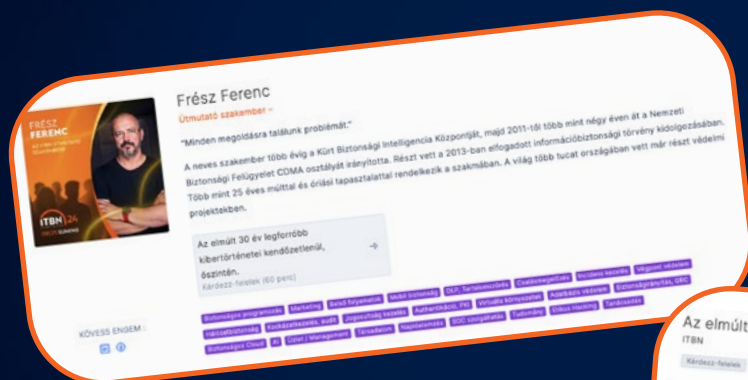 FRÉSZ
FERENC
ITBN 24
Frész Ferenc
Útmutató szakember –
"Minden megoldásra találunk problémát."
A neves szakember több évig a Kürt Biztonsági Intelligencia Központját, majd 2011-től több mint négy éven át a Nemzeti
Biztonsági Felügyelet CDMA osztályát irányította. Részt vett a 2013-ban elfogadott információbiztonsági törvény kidolgozásában.
Több mint 25 éves múlttal és óriási tapasztalattal rendelkezik a szakmában. A világ több tucat országában vett már részt védelmi
projektekben.
Az elmúlt 30 év legforróbb
kibertörténetei kendőzetlenül,
őszintén.
Kérdezz-felelek (60 perc)
KÖVESS ENGEM :
Biztonságos programozás Marketing Belső folyamatok Mobil biztonság DLP, Tartalomszűrés Csalásmegelőzés Incidens kezelés Végpont védelem
Hálózatbiztonság Kockázatkezelés, audit Jogosultság kezelés Authentikáció, PKI Virtuális környezetek Adatbázis védelem Biztonságirányítás, GRC
Biztonságos Cloud AI Üzlet / Management Társadalom Naplóelemzés SOC szolgáltatás Tudomány Ethical Hacking Tanácsadás
Az elmúlt
ITBN
Kérdezz-felelek